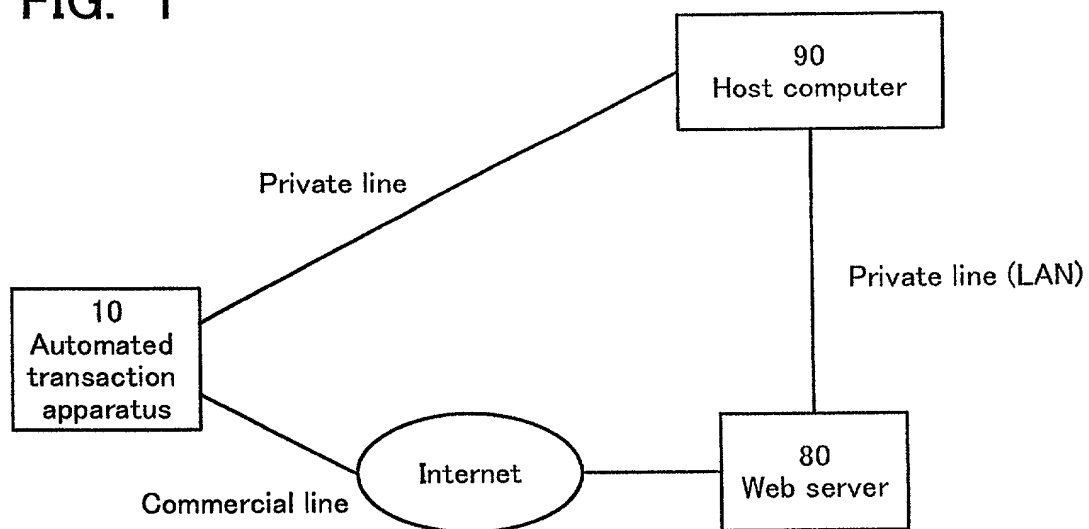 FIG. 1
90
Host computer
Private line
Private line (LAN)
10
Automated
transaction
apparatus
Internet
80
Web server
Commercial line